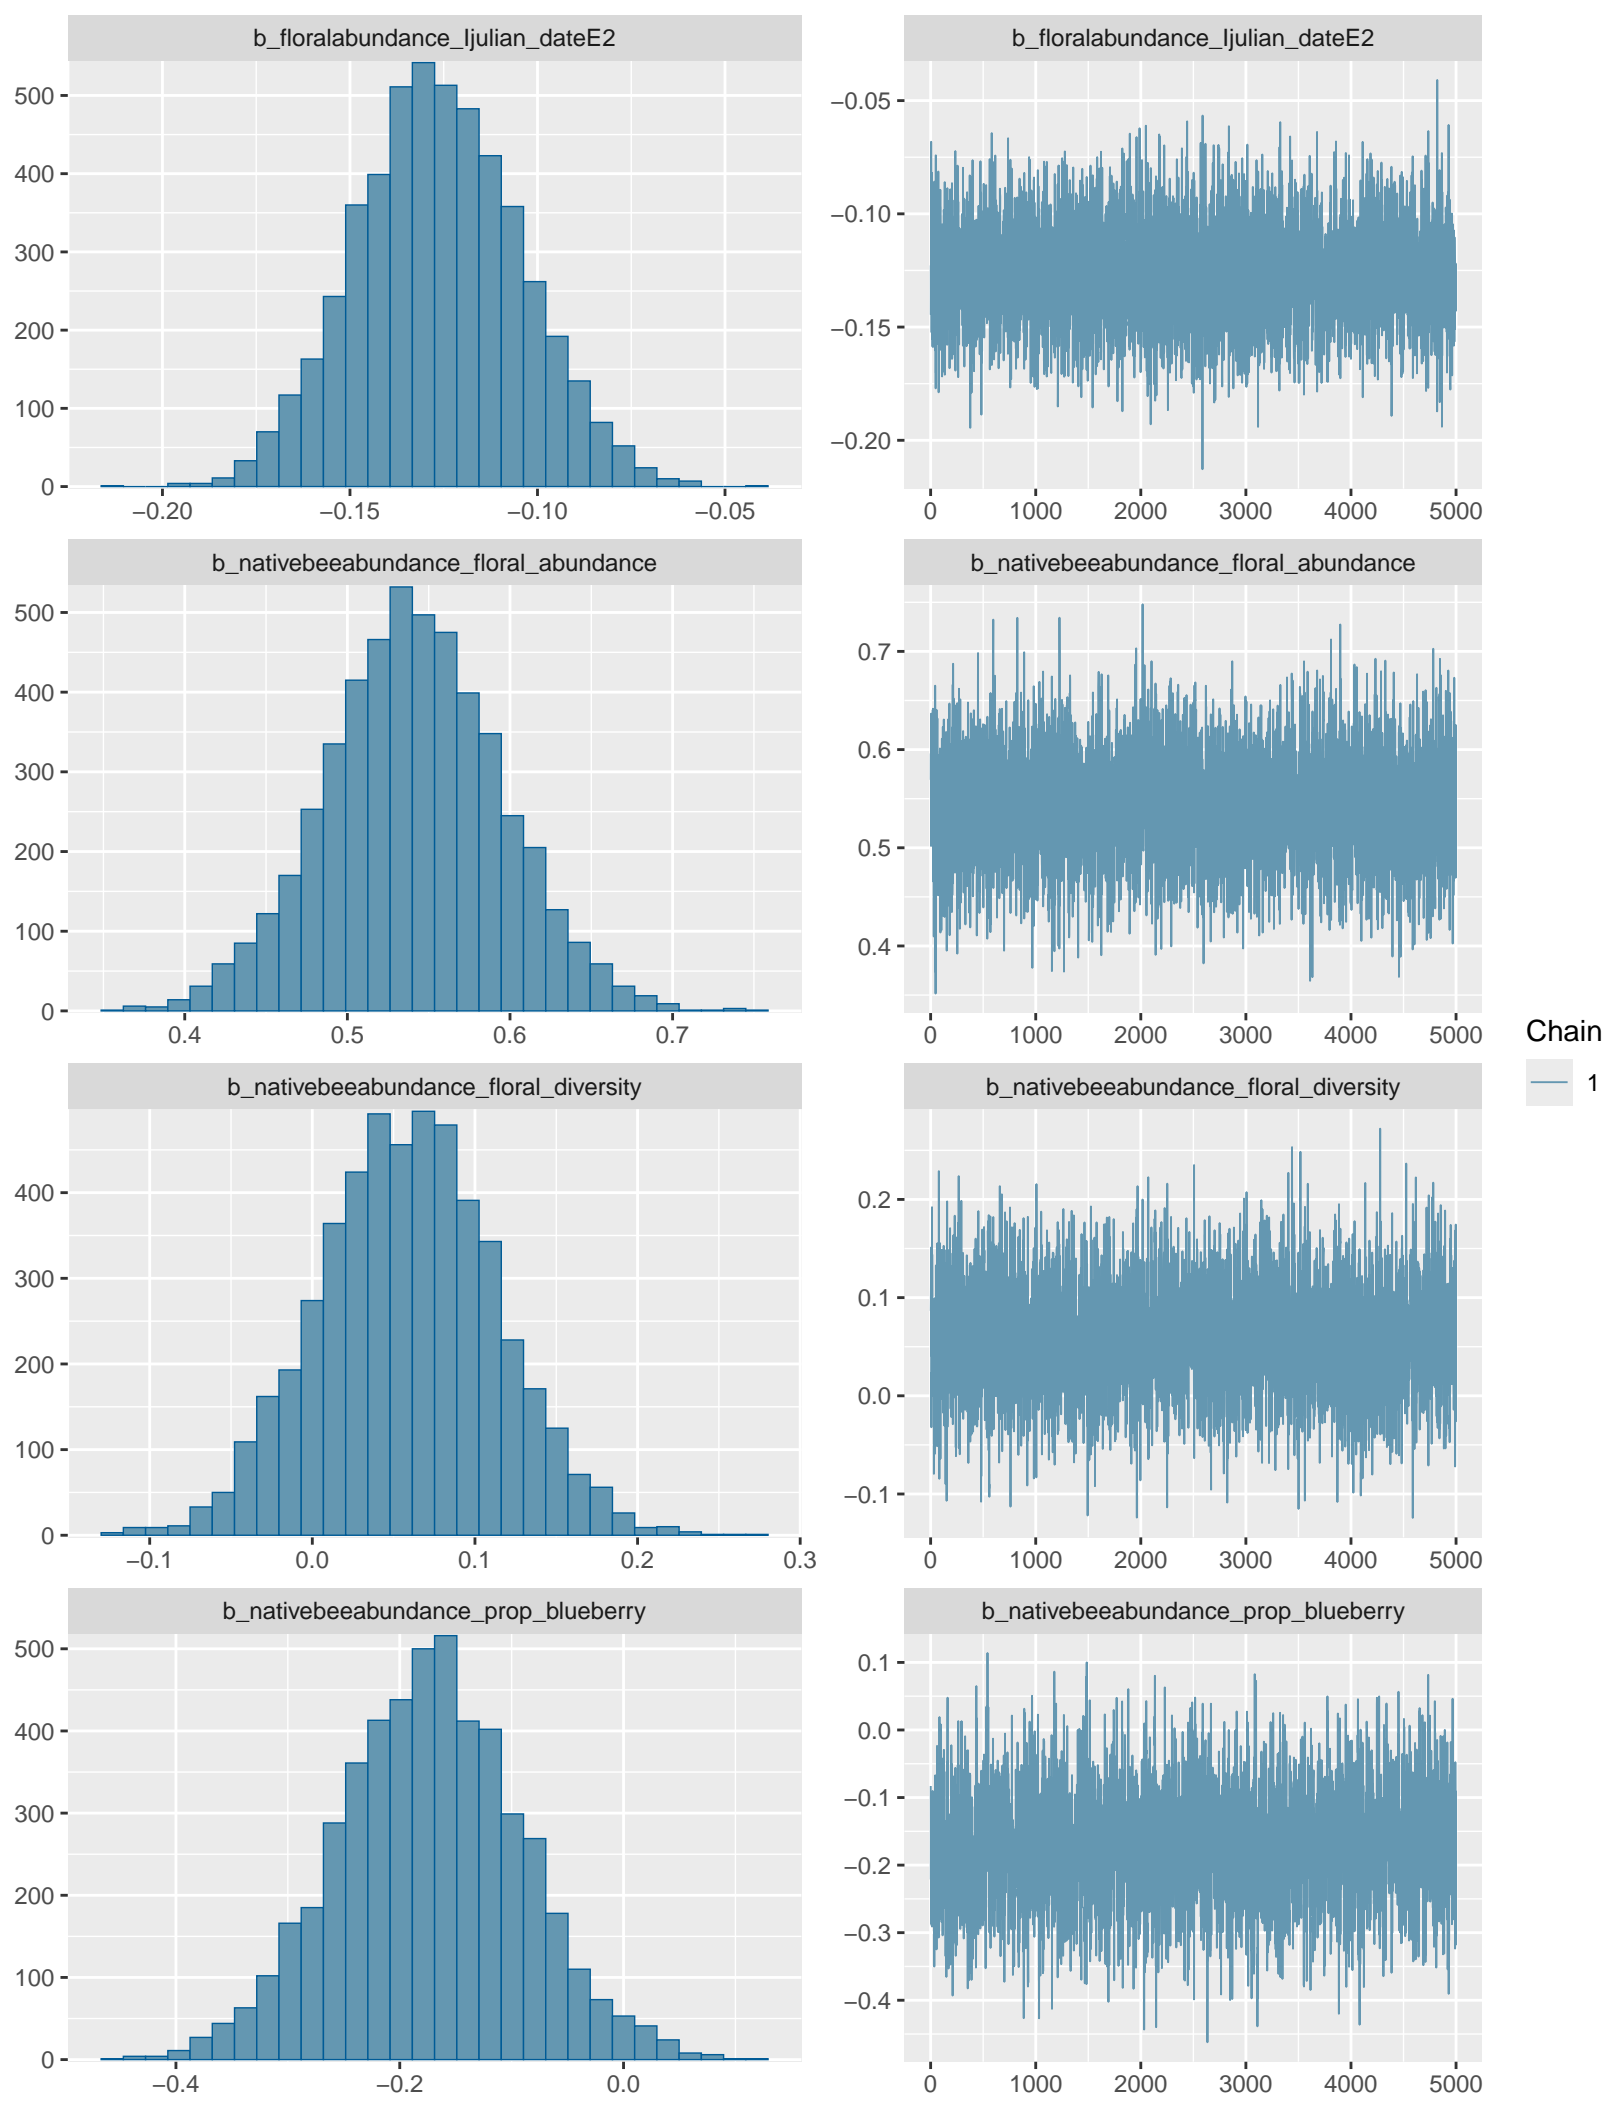 b_floralabundance_Ijulian_dateE2
b_floralabundance_Ijulian_dateE2
500
400
300
200
100
0
−0.20 −0.15 −0.10 −0.05
−0.05
−0.10
−0.15
−0.20
0 1000 2000 3000 4000 5000
b_nativebeeabundance_floral_abundance
b_nativebeeabundance_floral_abundance
500
400
300
200
100
0
0.4 0.5 0.6 0.7
0.7
0.6
0.5
0.4
0 1000 2000 3000 4000 5000
Chain
1
b_nativebeeabundance_floral_diversity
b_nativebeeabundance_floral_diversity
400
300
200
100
0
−0.1 0.0 0.1 0.2 0.3
0.2
0.1
0.0
−0.1
0 1000 2000 3000 4000 5000
b_nativebeeabundance_prop_blueberry
b_nativebeeabundance_prop_blueberry
500
400
300
200
100
0
−0.4 −0.2 0.0
0.1
0.0
−0.1
−0.2
−0.3
−0.4
0 1000 2000 3000 4000 5000